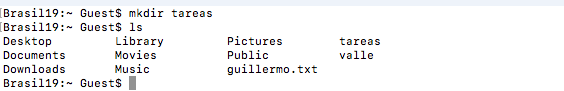 [Brasil19:~ Guest$ mkdir tareas
[Brasil19:~ Guest$ ls
Desktop Library Pictures tareas
Documents Movies Public valle
Downloads Music guillermo.txt
Brasil19:~ Guest$